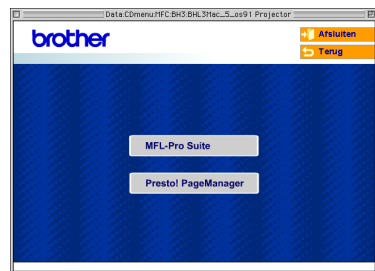 Data:CDmenu:MFC:BH3:BHL3Mac_5_os91 Projector
brother
Afsluiten
Terug
MFL-Pro Suite
Presto! PageManager